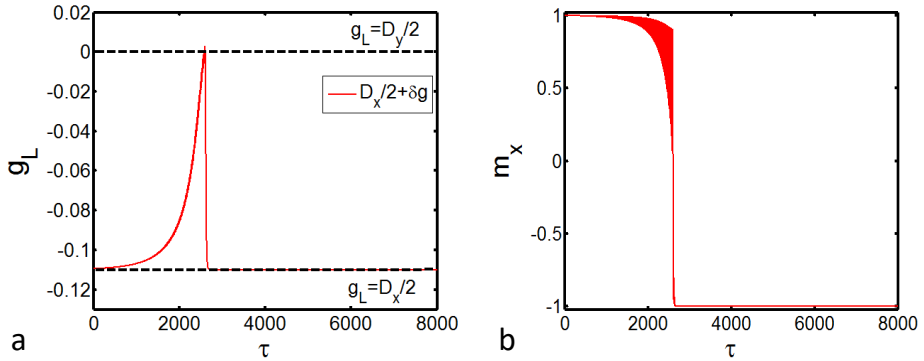 0.02
0
-0.02
-0.04
-0.06
-0.08
-0.1
-0.12
g_L
g_L=D_y/2
D_x/2+δg
g_L=D_x/2
0 2000 4000 6000 8000
τ
a
1
0.5
0
-0.5
-1
m_x
0 2000 4000 6000 8000
τ
b